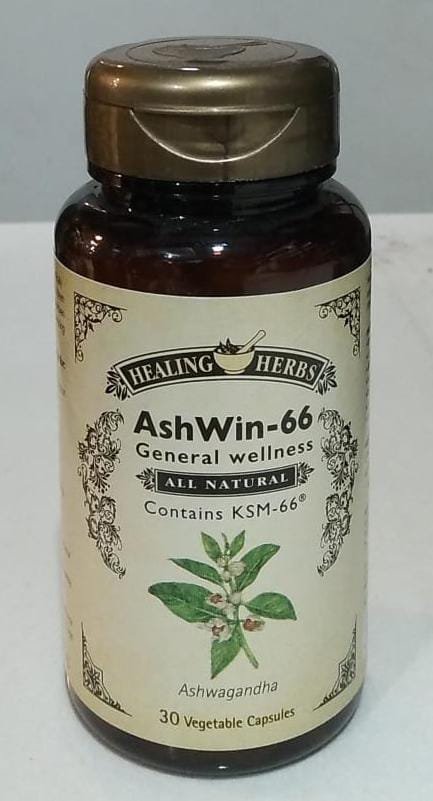 HEALING HERBS
AshWin-66
General wellness
ALL NATURAL
Contains KSM-66®
Ashwagandha
30 Vegetable Capsules